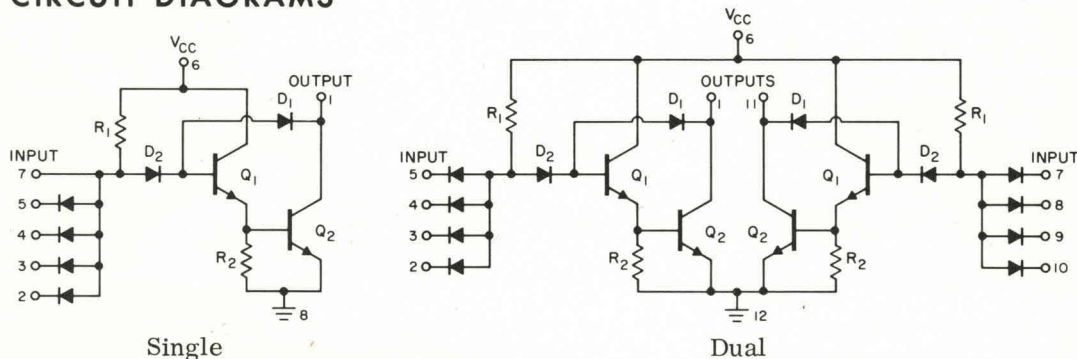 CIRCUIT DIAGRAMS
VCC
6
OUTPUT
1
D1
R1
INPUT
7
D2
Q1
5
4
3
2
Q2
R2
8
Single
VCC
6
OUTPUTS
1
11
D1
D1
R1
R1
INPUT
5
D2
D2
INPUT
7
Q1
Q1
4
8
3
Q2
Q2
9
2
R2
R2
10
12
Dual